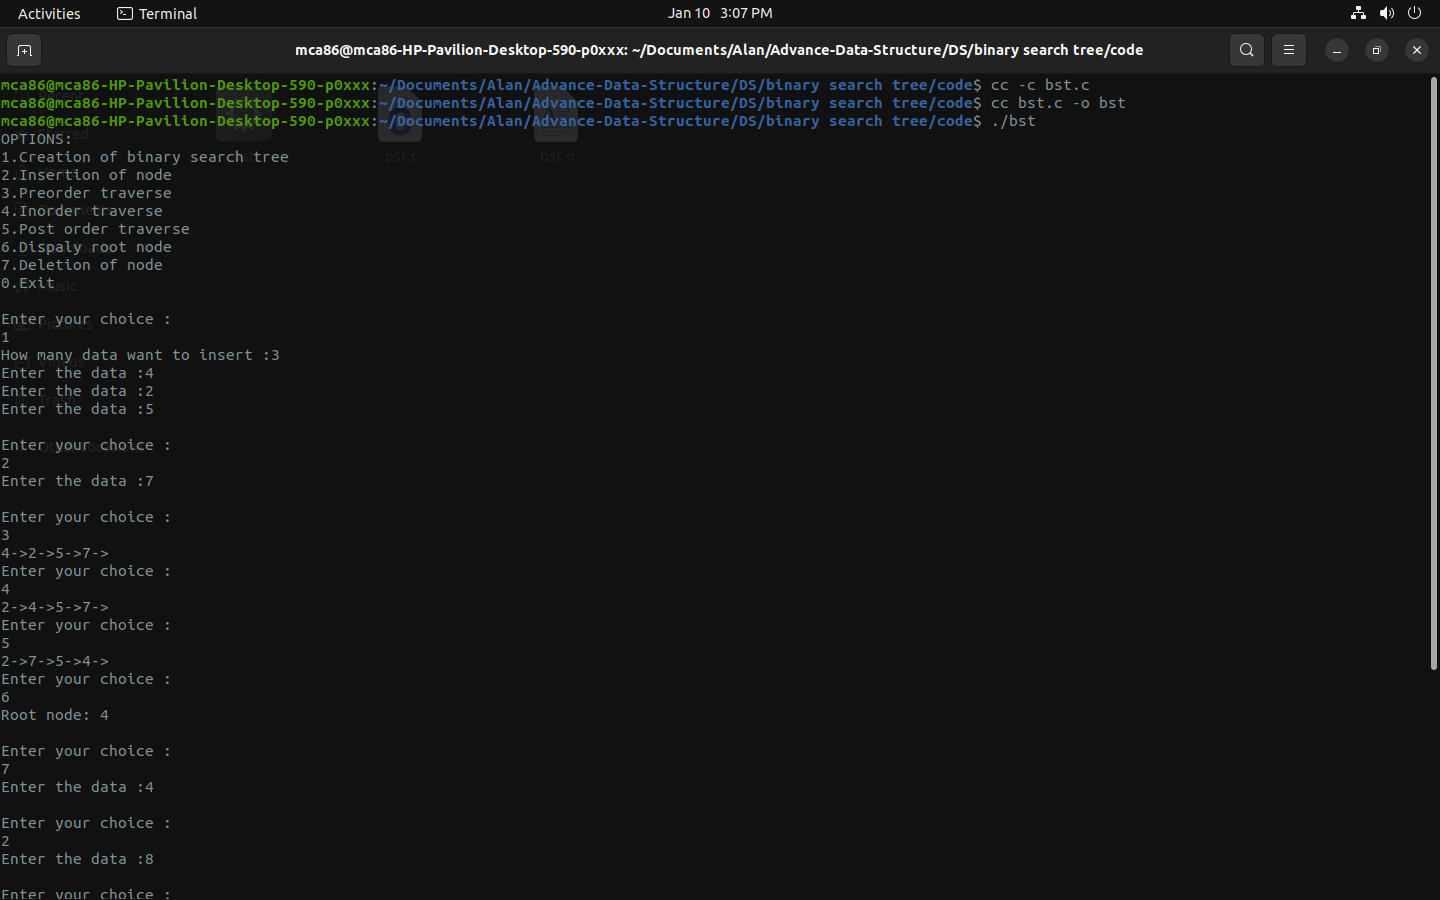 Activities
Terminal
Jan 10 3:07 PM
mca86@mca86-HP-Pavilion-Desktop-590-p0xxx: ~/Documents/Alan/Advance-Data-Structure/DS/binary search tree/code
mca86@mca86-HP-Pavilion-Desktop-590-p0xxx:~/Documents/Alan/Advance-Data-Structure/DS/binary search tree/code$ cc -c bst.c
mca86@mca86-HP-Pavilion-Desktop-590-p0xxx:~/Documents/Alan/Advance-Data-Structure/DS/binary search tree/code$ cc bst.c -o bst
mca86@mca86-HP-Pavilion-Desktop-590-p0xxx:~/Documents/Alan/Advance-Data-Structure/DS/binary search tree/code$ ./bst
OPTIONS:
1.Creation of binary search tree
bst.c
bst.o
2.Insertion of node
3.Preorder traverse
4.Inorder traverse
5.Post order traverse
6.Dispaly root node
7.Deletion of node
0.Exit
Music
Enter your choice :
Pictures
1
How many data want to insert :3
Videos
Enter the data :4
Enter the data :2
Trash
Enter the data :5
Enter your choice :
2
Enter the data :7
Enter your choice :
3
4->2->5->7->
Enter your choice :
4
2->4->5->7->
Enter your choice :
5
2->7->5->4->
Enter your choice :
6
Root node: 4
Enter your choice :
7
Enter the data :4
Enter your choice :
2
Enter the data :8
Enter your choice :